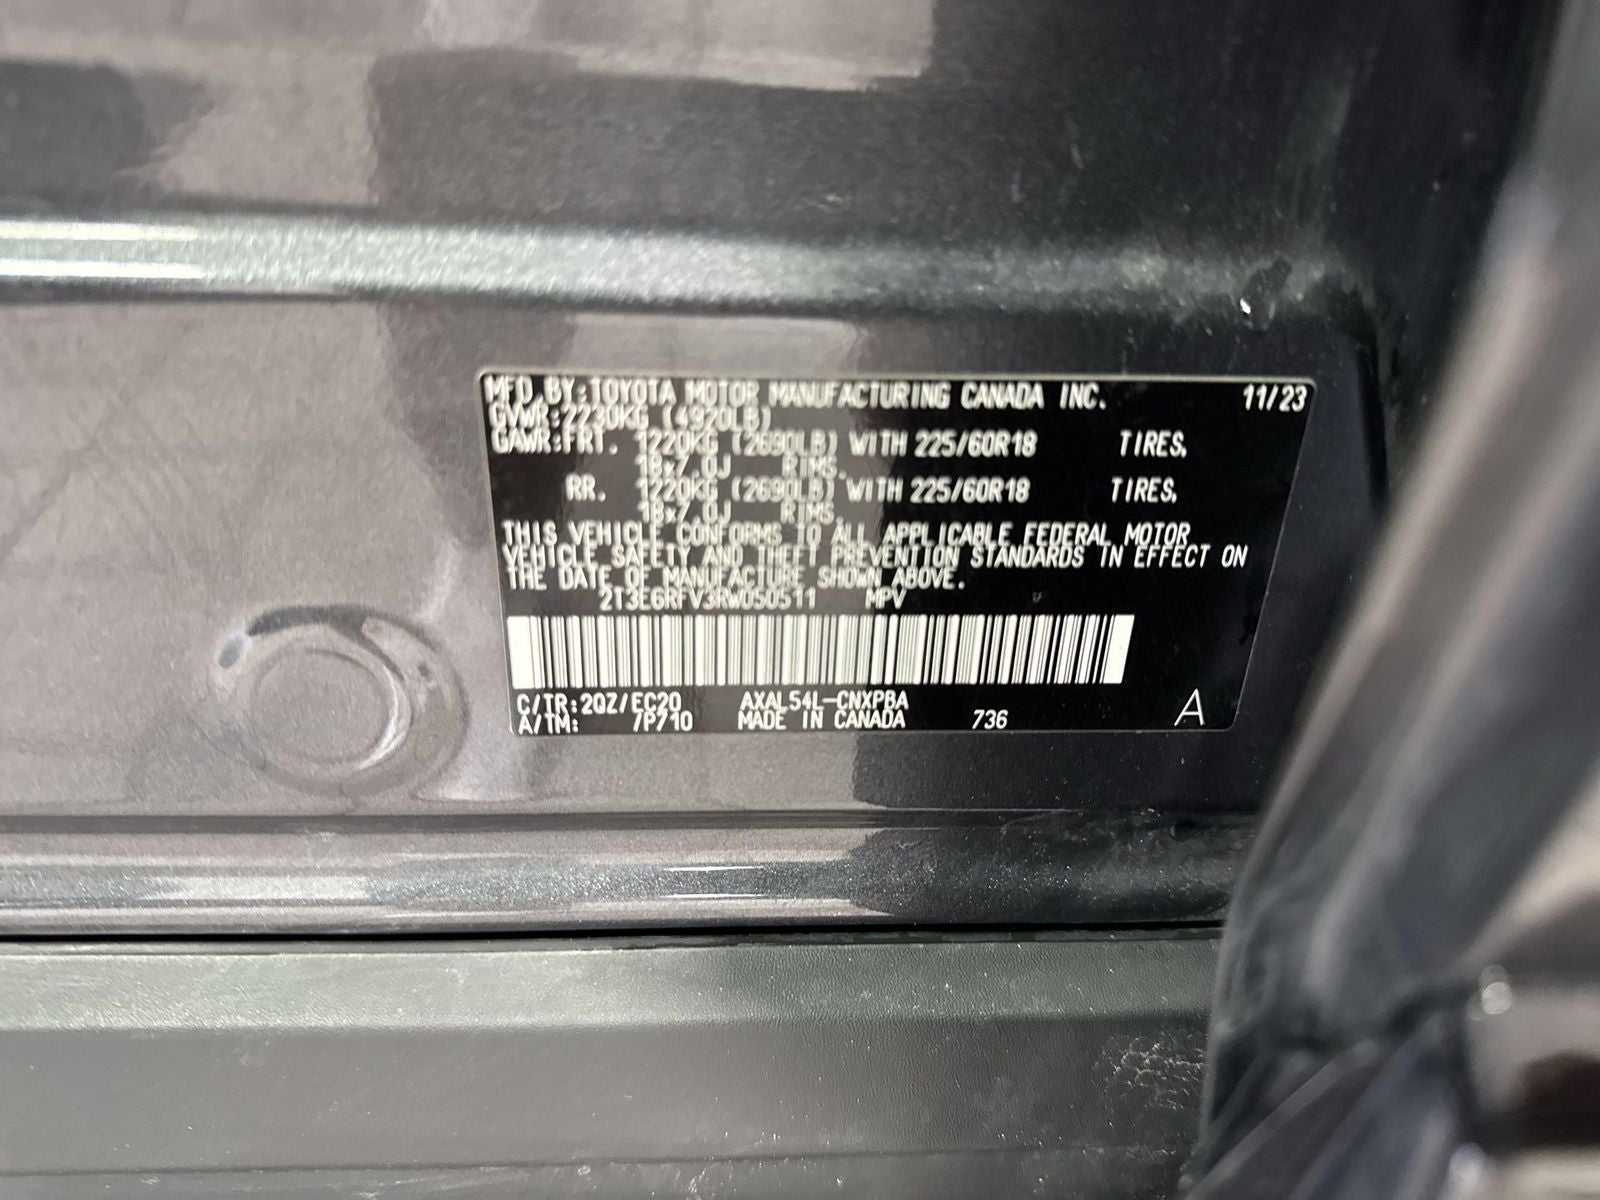 MFD.BY:TOYOTA MOTOR MANUFACTURING CANADA INC. 11/23
GVWR:2230KG (4920LB)
GAWR:FRT. 1220KG (2690LB) WITH 225/60R18 TIRES.
18x7.0J RIMS.
RR. 1220KG (2690LB) WITH 225/60R18 TIRES.
18x7.0J RIMS.
THIS VEHICLE CONFORMS TO ALL APPLICABLE FEDERAL MOTOR
VEHICLE SAFETY AND THEFT PREVENTION STANDARDS IN EFFECT ON
THE DATE OF MANUFACTURE SHOWN ABOVE.
2T3E6RFV3RW050511 MPV
C/TR:2QZ/EC20 AXAL54L-CNXPBA
A/TM: 7P710 MADE IN CANADA 736 A